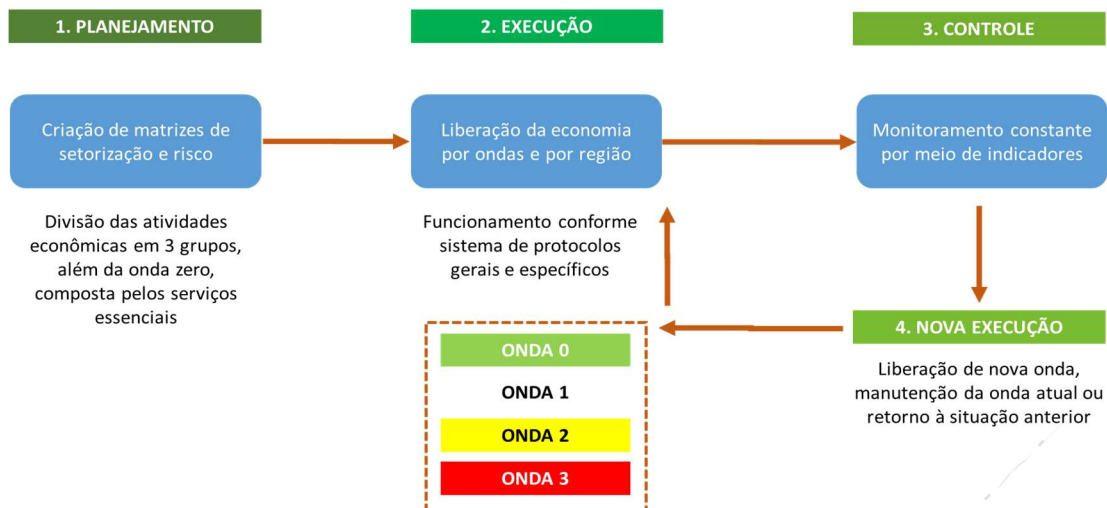 1. PLANEJAMENTO
2. EXECUÇÃO
3. CONTROLE
Criação de matrizes de
setorização e risco
Liberação da economia
por ondas e por região
Monitoramento constante
por meio de indicadores
Divisão das atividades
econômicas em 3 grupos,
além da onda zero,
composta pelos serviços
essenciais
Funcionamento conforme
sistema de protocolos
gerais e específicos
ONDA 0
ONDA 1
ONDA 2
ONDA 3
4. NOVA EXECUÇÃO
Liberação de nova onda,
manutenção da onda atual ou
retorno à situação anterior